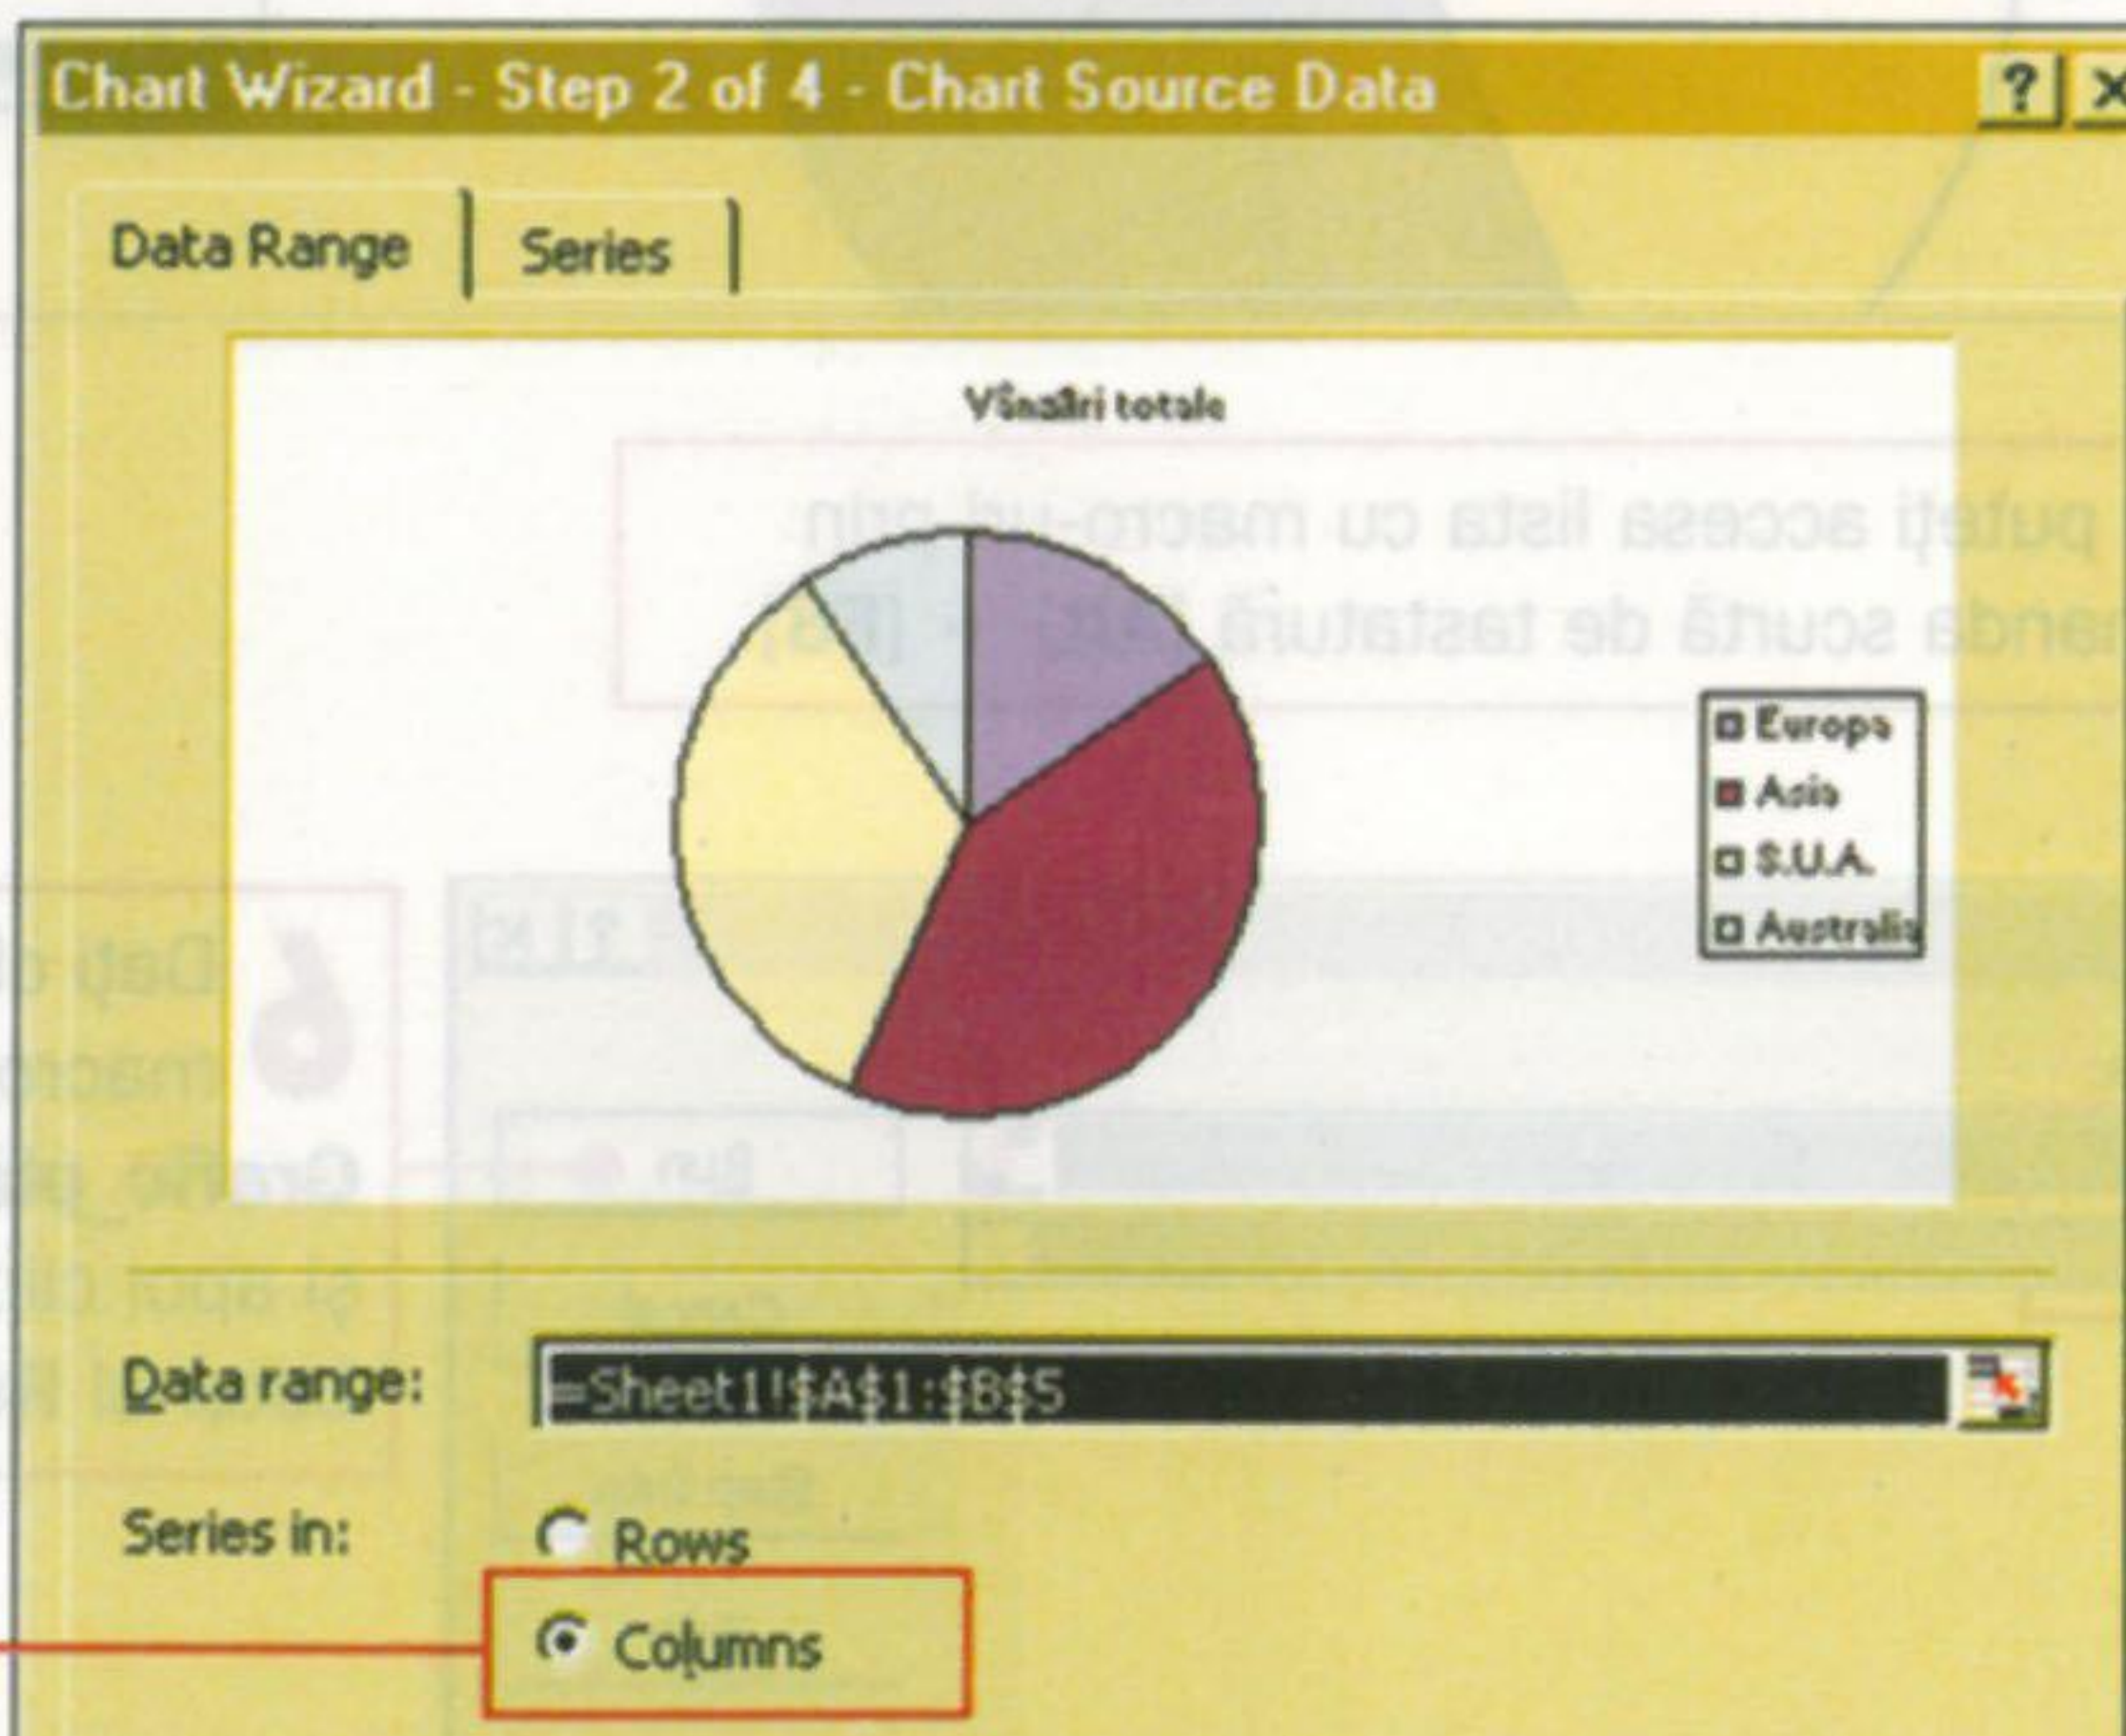 Chart Wizard - Step 2 of 4 - Chart Source Data
Data Range
Series
totale
Europa
Asia
S.U.A.
Australia
Data range:
=Sheet1!$A$1:$B$5
Series in:
Rows
Columns